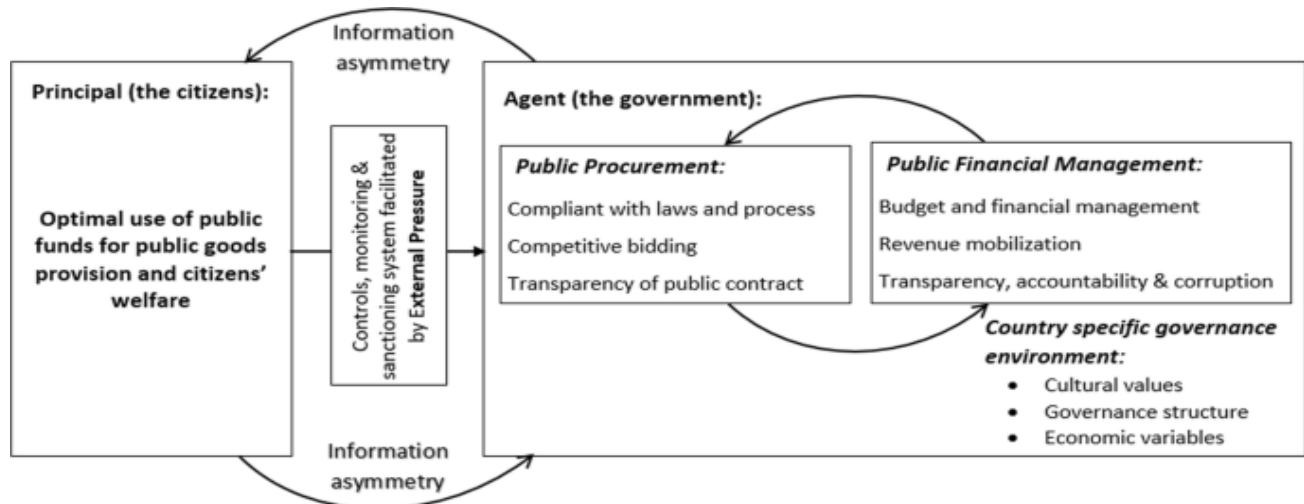 Information
asymmetry
Principal (the citizens):
Optimal use of public
funds for public goods
provision and citizens'
welfare
Controls, monitoring &
sanctioning system facilitated
by External Pressure
Agent (the government):
Public Procurement:
Compliant with laws and process
Competitive bidding
Transparency of public contract
Public Financial Management:
Budget and financial management
Revenue mobilization
Transparency, accountability & corruption
Country specific governance
environment:
• Cultural values
• Governance structure
• Economic variables
Information
asymmetry